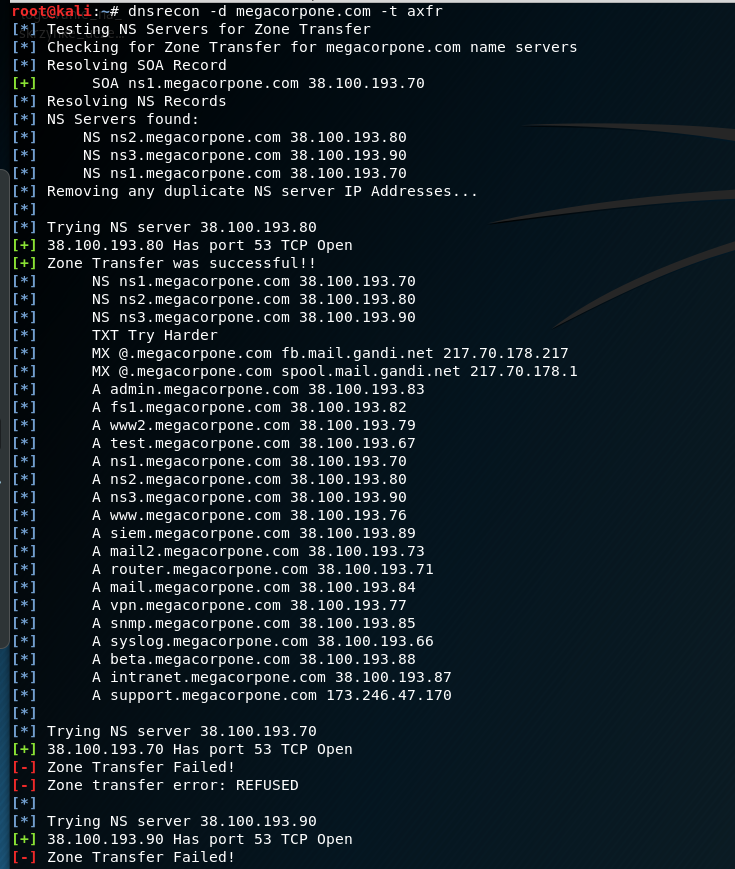 root@kali:~# dnsrecon -d megacorpone.com -t axfr
[*] Testing NS Servers for Zone Transfer
[*] Checking for Zone Transfer for megacorpone.com name servers
[*] Resolving SOA Record
[+] SOA ns1.megacorpone.com 38.100.193.70
[*] Resolving NS Records
[*] NS Servers found:
[*] NS ns2.megacorpone.com 38.100.193.80
[*] NS ns3.megacorpone.com 38.100.193.90
[*] NS ns1.megacorpone.com 38.100.193.70
[*] Removing any duplicate NS server IP Addresses...
[*]
[*] Trying NS server 38.100.193.80
[+] 38.100.193.80 Has port 53 TCP Open
[+] Zone Transfer was successful!!
[*] NS ns1.megacorpone.com 38.100.193.70
[*] NS ns2.megacorpone.com 38.100.193.80
[*] NS ns3.megacorpone.com 38.100.193.90
[*] TXT Try Harder
[*] MX @.megacorpone.com fb.mail.gandi.net 217.70.178.217
[*] MX @.megacorpone.com spool.mail.gandi.net 217.70.178.1
[*] A admin.megacorpone.com 38.100.193.83
[*] A fs1.megacorpone.com 38.100.193.82
[*] A www2.megacorpone.com 38.100.193.79
[*] A test.megacorpone.com 38.100.193.67
[*] A ns1.megacorpone.com 38.100.193.70
[*] A ns2.megacorpone.com 38.100.193.80
[*] A ns3.megacorpone.com 38.100.193.90
[*] A www.megacorpone.com 38.100.193.76
[*] A siem.megacorpone.com 38.100.193.89
[*] A mail2.megacorpone.com 38.100.193.73
[*] A router.megacorpone.com 38.100.193.71
[*] A mail.megacorpone.com 38.100.193.84
[*] A vpn.megacorpone.com 38.100.193.77
[*] A snmp.megacorpone.com 38.100.193.85
[*] A syslog.megacorpone.com 38.100.193.66
[*] A beta.megacorpone.com 38.100.193.88
[*] A intranet.megacorpone.com 38.100.193.87
[*] A support.megacorpone.com 173.246.47.170
[*]
[*] Trying NS server 38.100.193.70
[+] 38.100.193.70 Has port 53 TCP Open
[-] Zone Transfer Failed!
[-] Zone transfer error: REFUSED
[*]
[*] Trying NS server 38.100.193.90
[+] 38.100.193.90 Has port 53 TCP Open
[-] Zone Transfer Failed!